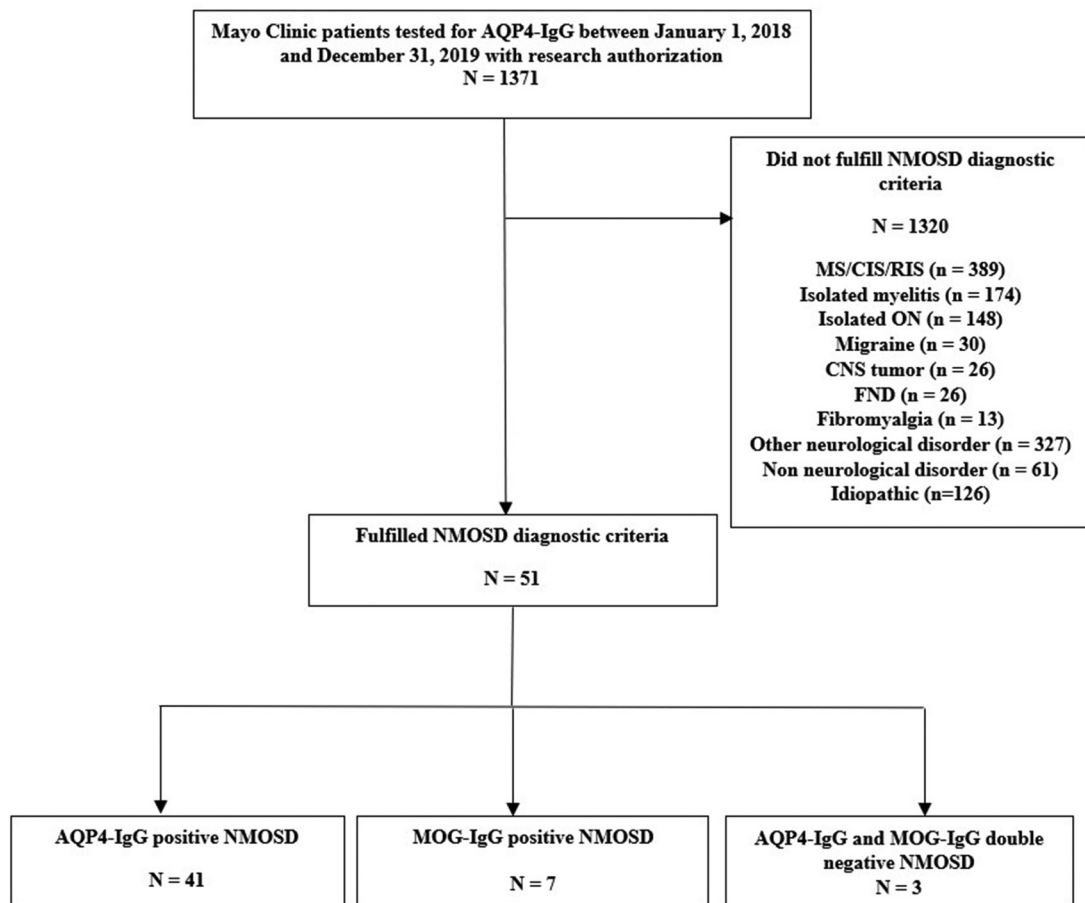 Mayo Clinic patients tested for AQP4-IgG between January 1, 2018
and December 31, 2019 with research authorization
N = 1371
Did not fulfill NMOSD diagnostic
criteria
N = 1320
MS/CIS/RIS (n = 389)
Isolated myelitis (n = 174)
Isolated ON (n = 148)
Migraine (n = 30)
CNS tumor (n = 26)
FND (n = 26)
Fibromyalgia (n = 13)
Other neurological disorder (n = 327)
Non neurological disorder (n = 61)
Idiopathic (n=126)
Fulfilled NMOSD diagnostic criteria
N = 51
AQP4-IgG positive NMOSD
N = 41
MOG-IgG positive NMOSD
N = 7
AQP4-IgG and MOG-IgG double
negative NMOSD
N = 3